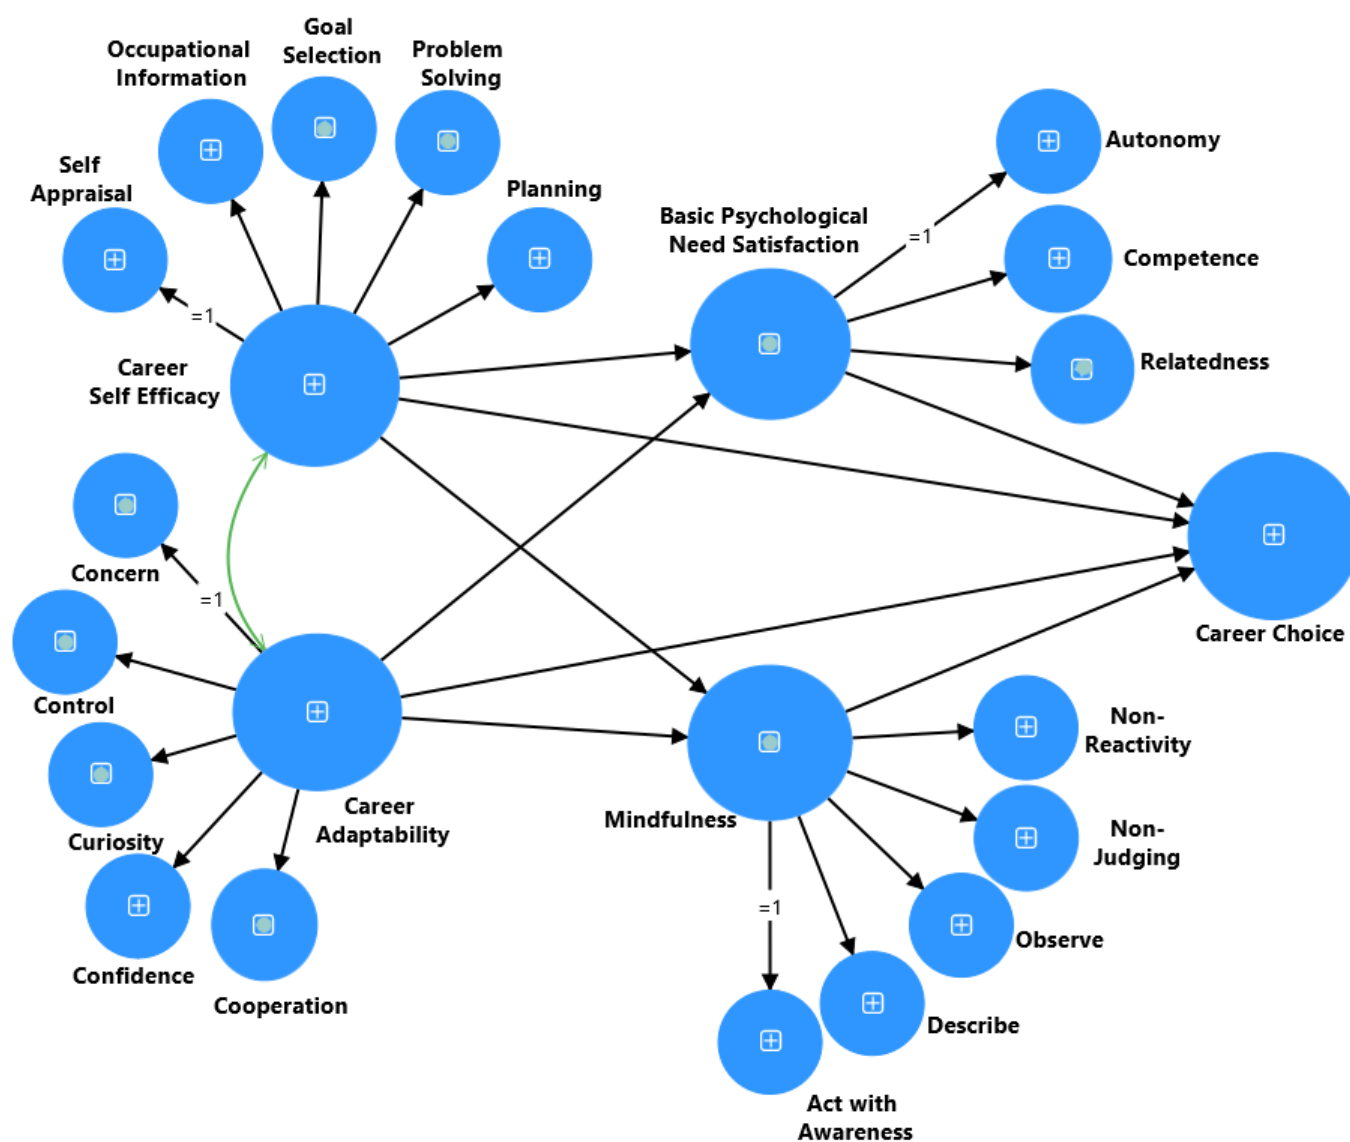 Goal
Selection
Occupational
Information
Problem
Solving
Self
Appraisal
Planning
=1
Career
Self Efficacy
Basic Psychological
Need Satisfaction
=1
Autonomy
Competence
Relatedness
Concern
=1
Control
Curiosity
Confidence
Cooperation
Career
Adaptability
Career Choice
Mindfulness
Non-
Reactivity
Non-
Judging
Observe
Describe
=1
Act with
Awareness